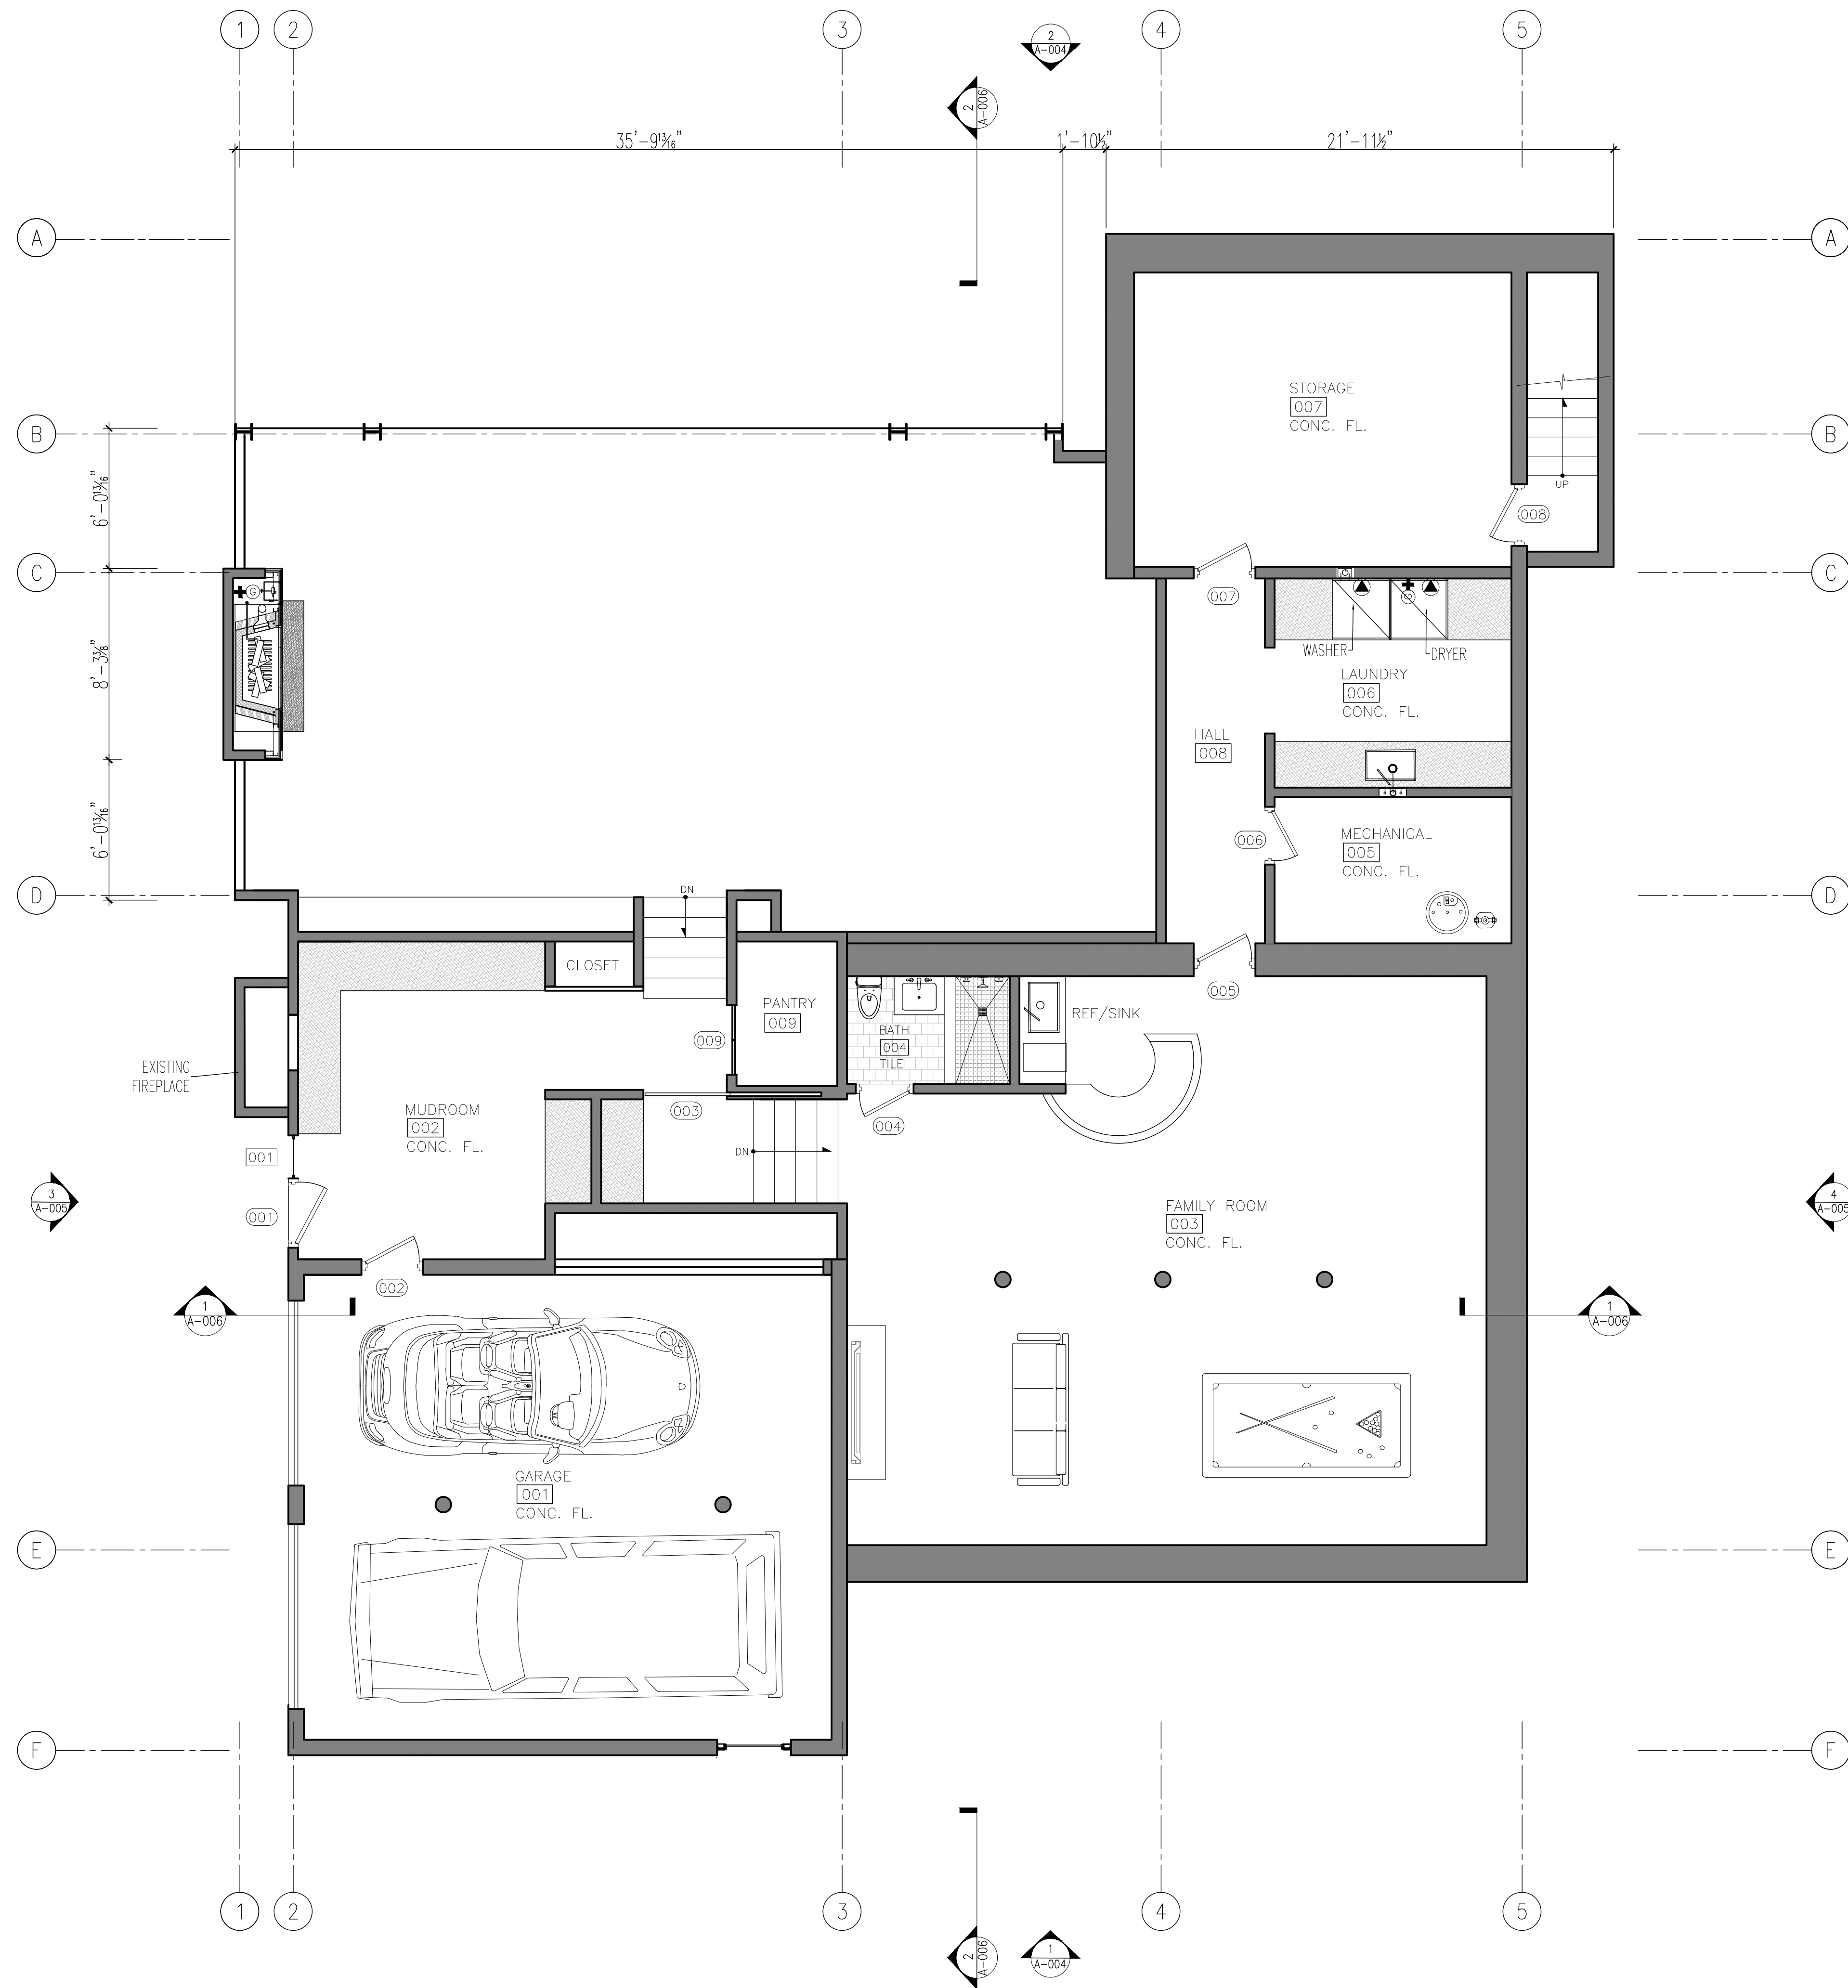 1
2
3
4
5
2
A-004
2
A-006
35'-9 13/16"
1'-10 1/2"
21'-11 1/2"
A
A
STORAGE
007
CONC. FL.
B
B
6'-0 13/16"
UP
008
C
C
G
007
WASHER
DRYER
8'-3 3/8"
LAUNDRY
006
CONC. FL.
HALL
008
6'-0 13/16"
006
MECHANICAL
005
CONC. FL.
D
D
DN
CLOSET
PANTRY
009
005
REF/SINK
009
BATH
004
TILE
EXISTING
FIREPLACE
MUDROOM
002
CONC. FL.
003
004
DN
001
3
A-005
4
A-005
001
FAMILY ROOM
003
CONC. FL.
002
1
A-006
1
A-006
GARAGE
001
CONC. FL.
E
E
F
F
1
2
3
4
5
2
A-006
1
A-004